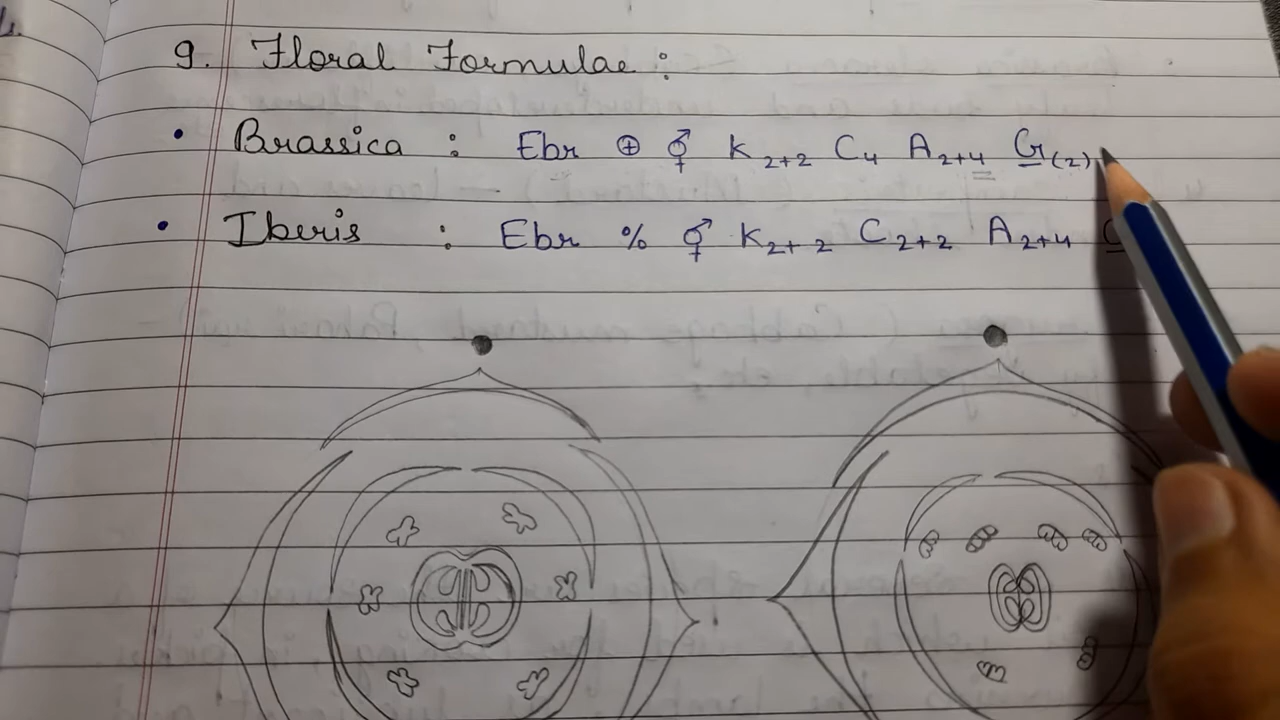 9. Floral Formulae :
• Brassica : Ebr ⊕ ⚥ K₂₊₂ C₄ A₂₊₄ G₍₂₎
• Iberis : Ebr % ⚥ K₂₊₂ C₂₊₂ A₂₊₄